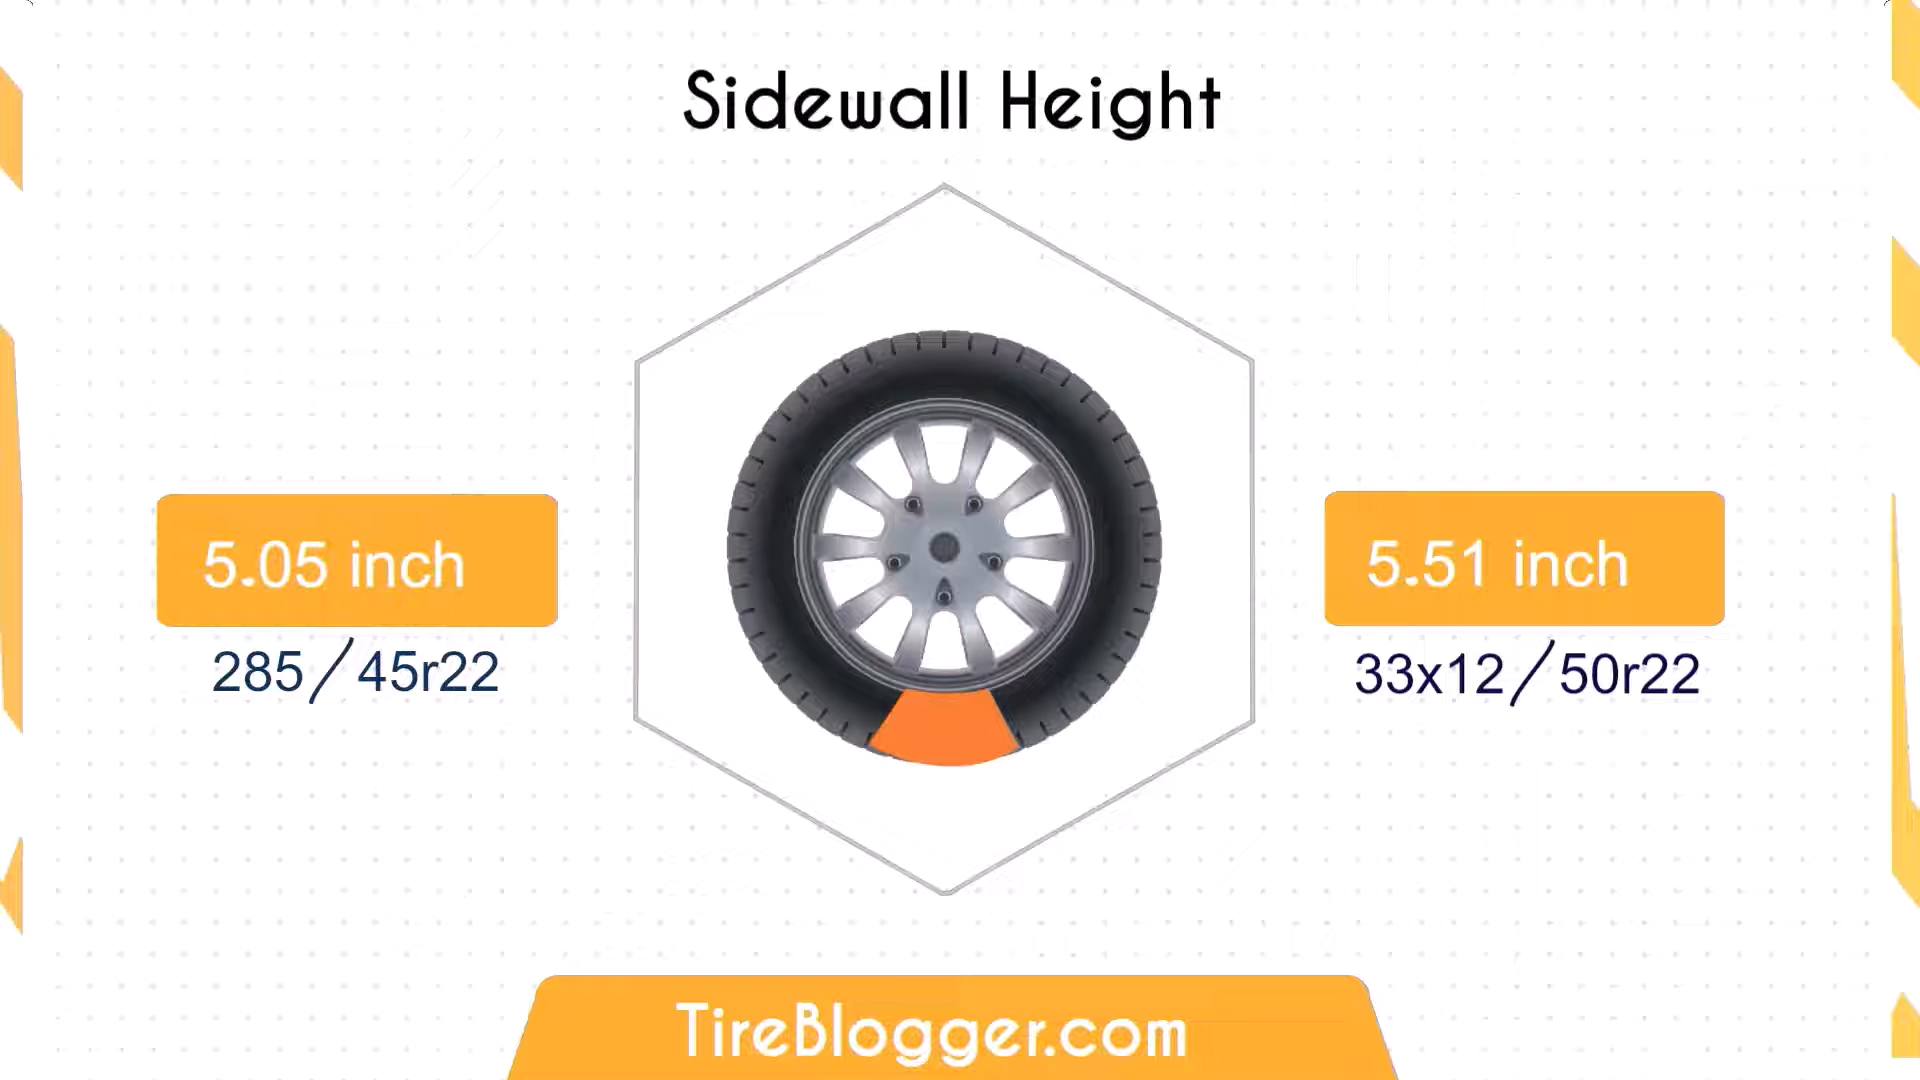 Sidewall Height
5.05 inch
285/45r22
5.51 inch
33x12/50r22
TireBlogger.com